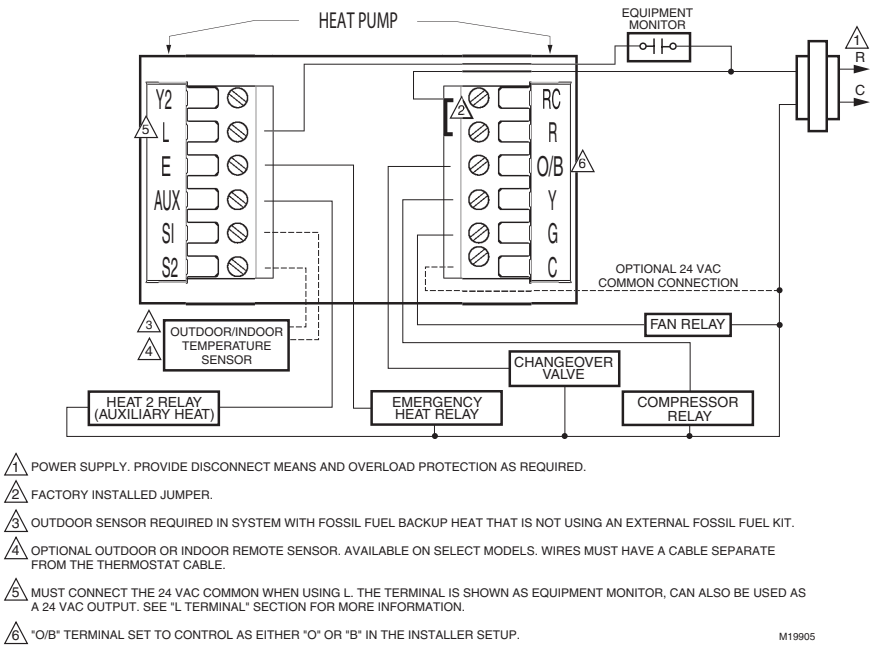 HEAT PUMP
EQUIPMENT
MONITOR
1
R
C
Y2
5
L
E
AUX
S1
S2
2
RC
R
O/B
6
Y
G
C
OPTIONAL 24 VAC
COMMON CONNECTION
3
4
OUTDOOR/INDOOR
TEMPERATURE
SENSOR
FAN RELAY
CHANGEOVER
VALVE
HEAT 2 RELAY
(AUXILIARY HEAT)
EMERGENCY
HEAT RELAY
COMPRESSOR
RELAY
1 POWER SUPPLY. PROVIDE DISCONNECT MEANS AND OVERLOAD PROTECTION AS REQUIRED.
2 FACTORY INSTALLED JUMPER.
3 OUTDOOR SENSOR REQUIRED IN SYSTEM WITH FOSSIL FUEL BACKUP HEAT THAT IS NOT USING AN EXTERNAL FOSSIL FUEL KIT.
4 OPTIONAL OUTDOOR OR INDOOR REMOTE SENSOR. AVAILABLE ON SELECT MODELS. WIRES MUST HAVE A CABLE SEPARATE
FROM THE THERMOSTAT CABLE.
5 MUST CONNECT THE 24 VAC COMMON WHEN USING L. THE TERMINAL IS SHOWN AS EQUIPMENT MONITOR, CAN ALSO BE USED AS
A 24 VAC OUTPUT. SEE "L TERMINAL" SECTION FOR MORE INFORMATION.
6 "O/B" TERMINAL SET TO CONTROL AS EITHER "O" OR "B" IN THE INSTALLER SETUP.
M19905